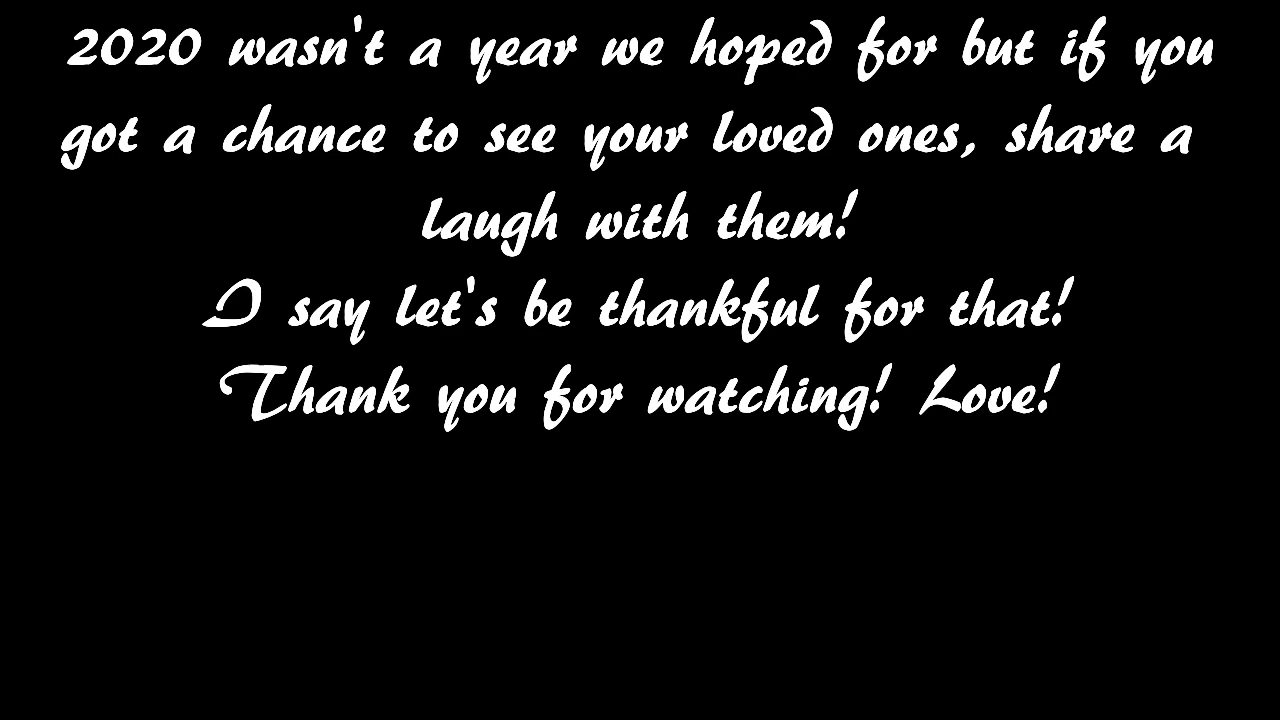 2020 wasn't a year we hoped for but if you
got a chance to see your loved ones, share a
laugh with them!
I say let's be thankful for that!
Thank you for watching! Love!